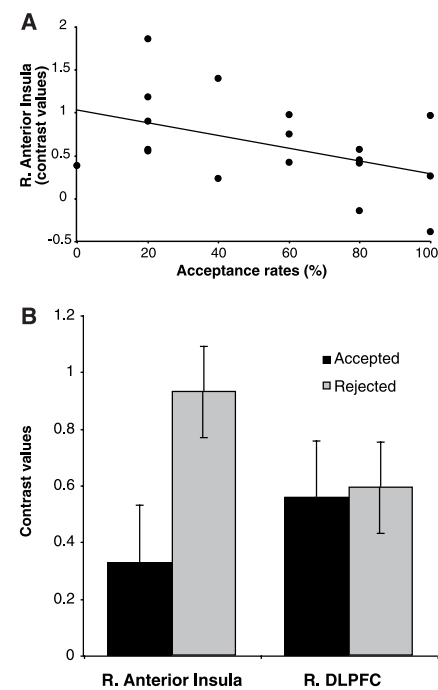 A
2
1.5
1
0.5
0
-0.5
R. Anterior Insula
(contrast values)
0 20 40 60 80 100
Acceptance rates (%)
B
1.2
1
0.8
0.6
0.4
0.2
0
Contrast values
Accepted
Rejected
R. Anterior Insula R. DLPFC